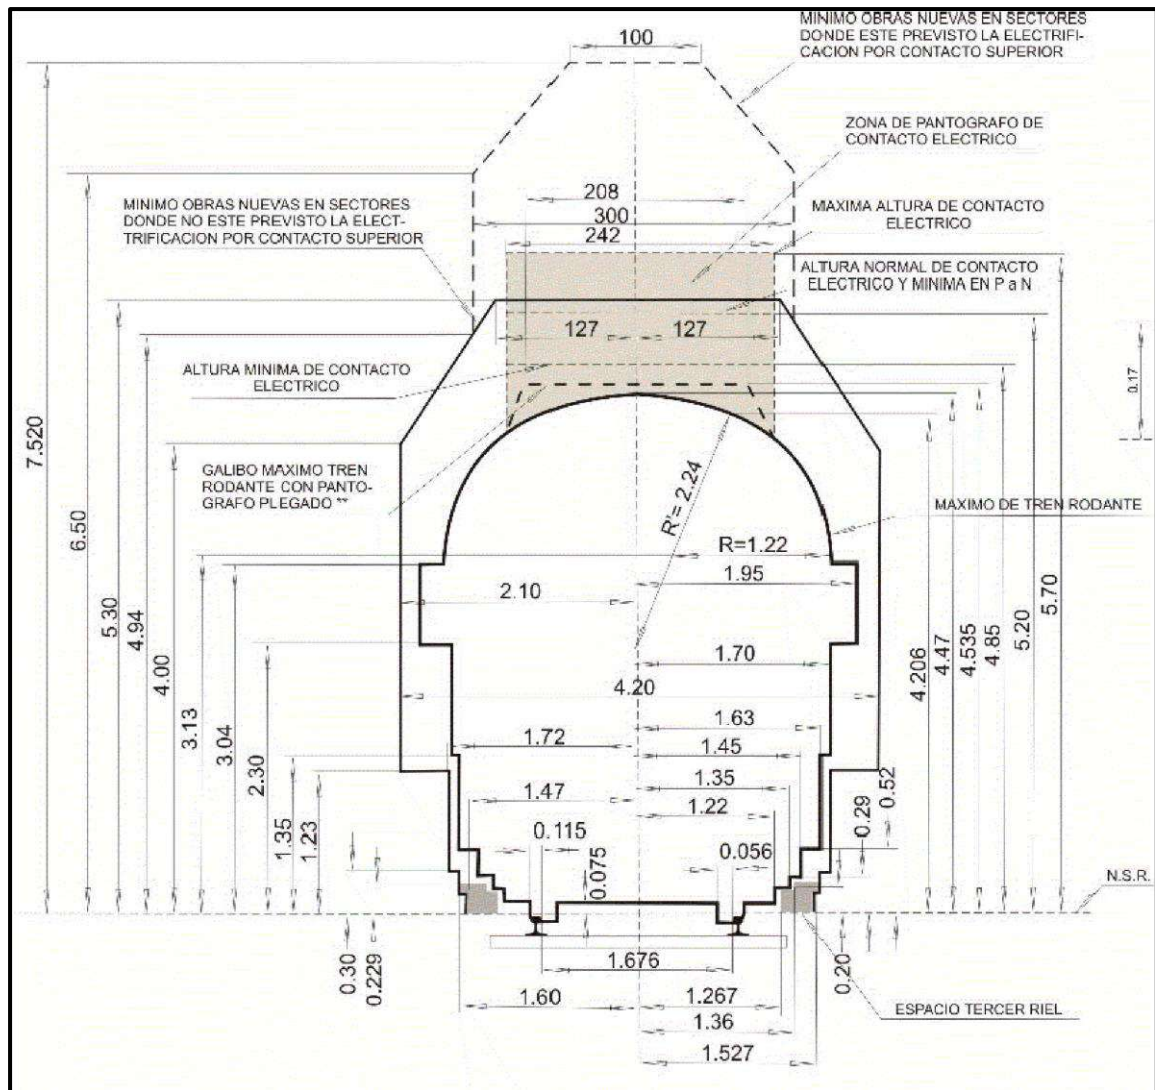 MINIMO OBRAS NUEVAS EN SECTORES
DONDE ESTE PREVISTO LA ELECTRIFI-
CACION POR CONTACTO SUPERIOR
100
ZONA DE PANTOGRAFO DE
CONTACTO ELECTRICO
MINIMO OBRAS NUEVAS EN SECTORES
DONDE NO ESTE PREVISTO LA ELECT-
TRIFICACION POR CONTACTO SUPERIOR
208
300
242
MAXIMA ALTURA DE CONTACTO
ELECTRICO
ALTURA NORMAL DE CONTACTO
ELECTRICO Y MINIMA EN P a N
127
127
ALTURA MINIMA DE CONTACTO
ELECTRICO
0.17
GALIBO MAXIMO TREN
RODANTE CON PANTO-
GRAFO PLEGADO **
R'= 2.24
MAXIMO DE TREN RODANTE
R=1.22
1.95
2.10
1.70
4.20
1.63
1.72
1.45
1.35
1.47
1.22
0.115
0.075
0.056
7.520
6.50
5.30
4.94
4.00
3.13
3.04
2.30
1.35
1.23
4.206
4.47
4.535
4.85
5.20
5.70
0.52
0.29
N.S.R.
0.30
0.229
0.20
1.676
1.60
1.267
1.36
1.527
ESPACIO TERCER RIEL